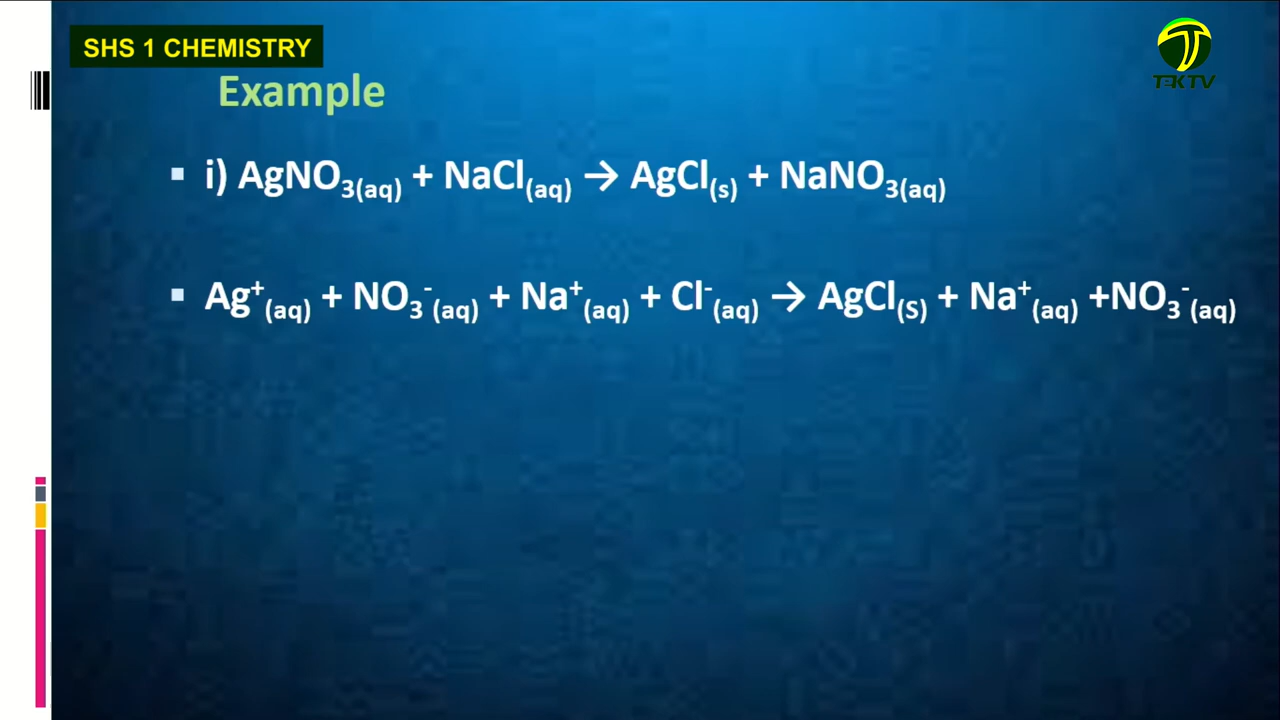 SHS 1 CHEMISTRY
TEKTV
Example
▪ i) AgNO₃(aq) + NaCl(aq) → AgCl(s) + NaNO₃(aq)
▪ Ag⁺(aq) + NO₃⁻(aq) + Na⁺(aq) + Cl⁻(aq) → AgCl(S) + Na⁺(aq) +NO₃⁻(aq)